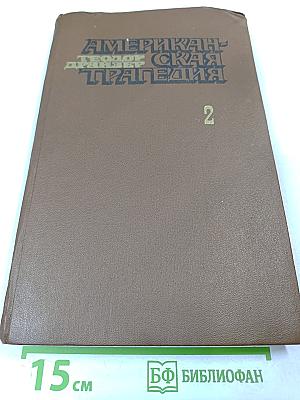 АМЕРИКАН-
ТЕОДОР
ДРАЙЗЕР
СКАЯ
ТРАГЕДИЯ
2
15 см
БФ БИБЛИОФАН